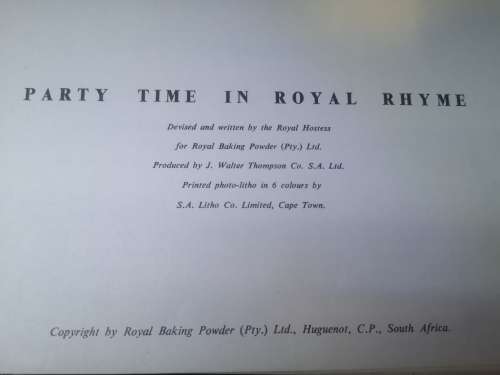 PARTY TIME IN ROYAL RHYME
Devised and written by the Royal Hostess
for Royal Baking Powder (Pty.) Ltd.
Produced by J. Walter Thompson Co. S.A. Ltd.
Printed photo-litho in 6 colours by
S.A. Litho Co. Limited, Cape Town.
Copyright by Royal Baking Powder (Pty.) Ltd., Huguenot, C.P., South Africa.